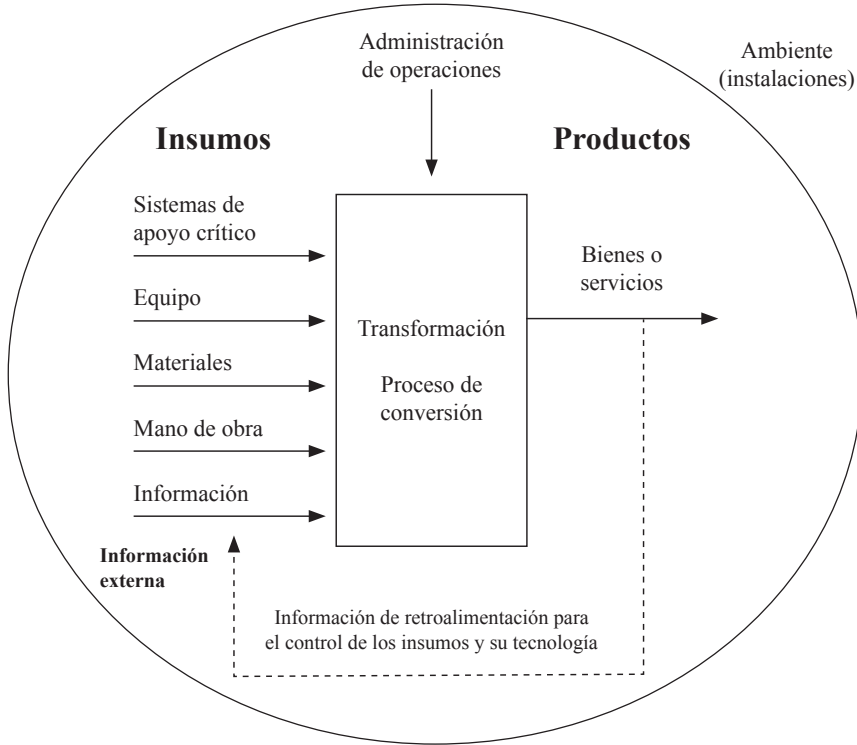 Administración
de operaciones
Ambiente
(instalaciones)
Insumos
Productos
Sistemas de
apoyo crítico
Equipo
Materiales
Mano de obra
Información
Información
externa
Transformación
Proceso de
conversión
Bienes o
servicios
Información de retroalimentación para
el control de los insumos y su tecnología